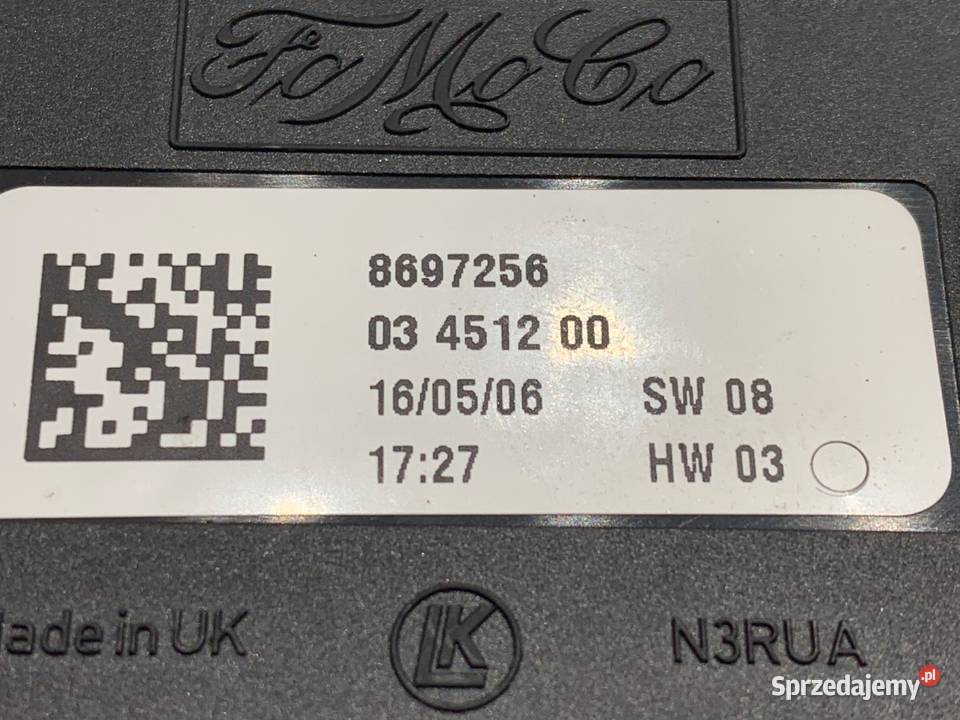 FoMoCo
8697256
03 4512 00
16/05/06 SW 08
17:27 HW 03
Made in UK LK N3RUA
Sprzedajemy.pl